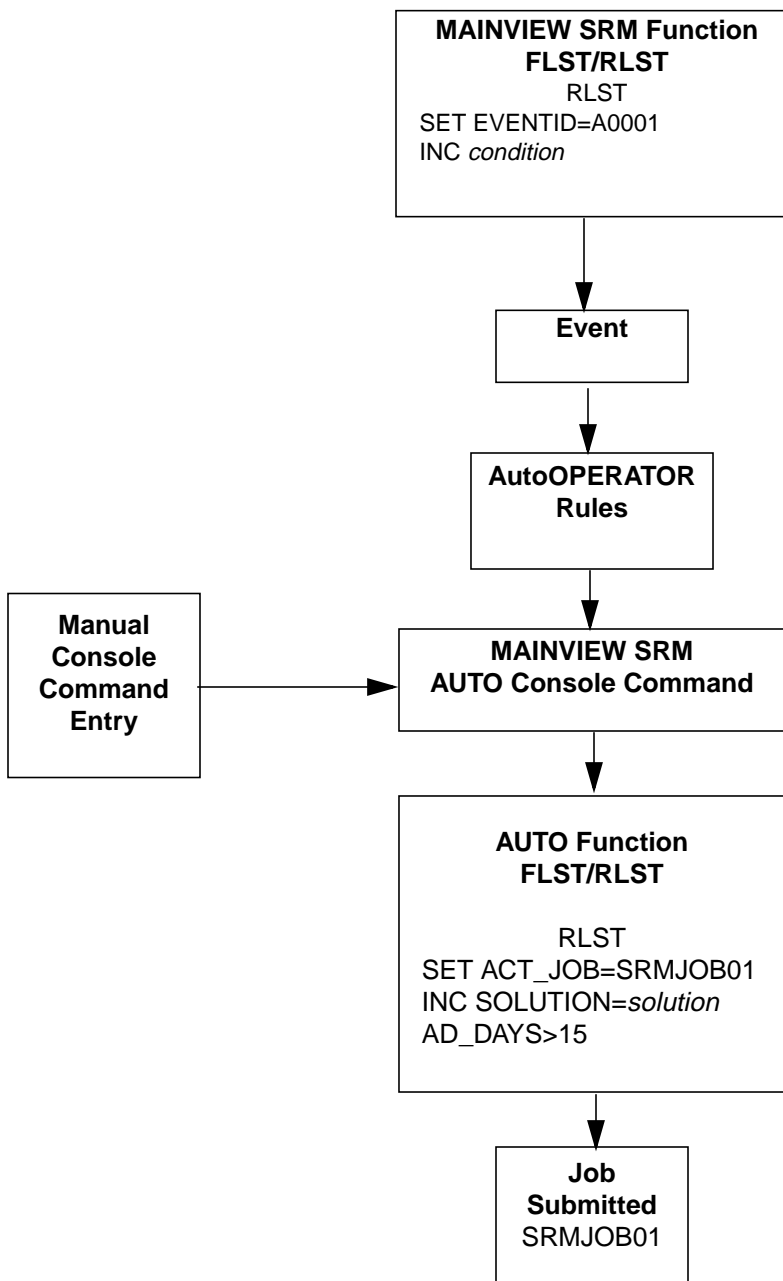 MAINVIEW SRM Function
FLST/RLST
RLST
SET EVENTID=A0001
INC condition
Event
AutoOPERATOR
Rules
Manual
Console
Command
Entry
MAINVIEW SRM
AUTO Console Command
AUTO Function
FLST/RLST
RLST
SET ACT_JOB=SRMJOB01
INC SOLUTION=solution
AD_DAYS>15
Job
Submitted
SRMJOB01